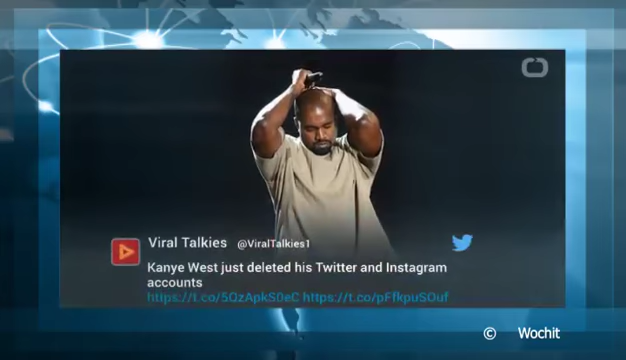 Viral Talkies @ViralTalkies1
Kanye West just deleted his Twitter and Instagram
accounts
https://t.co/5QzApkS0eC https://t.co/pFfkpuSOuf
© Wochit